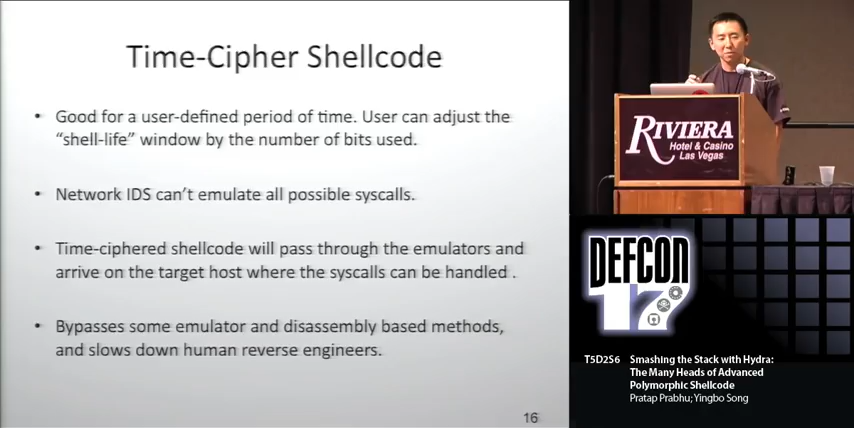 Time-Cipher Shellcode
• Good for a user-defined period of time. User can adjust the
"shell-life" window by the number of bits used.
• Network IDS can't emulate all possible syscalls.
• Time-ciphered shellcode will pass through the emulators and
arrive on the target host where the syscalls can be handled .
• Bypasses some emulator and disassembly based methods,
and slows down human reverse engineers.
16
RIVIERA
Hotel & Casino
Las Vegas
DEFCON
17
T5D2S6 Smashing the Stack with Hydra:
The Many Heads of Advanced
Polymorphic Shellcode
Pratap Prabhu; Yingbo Song